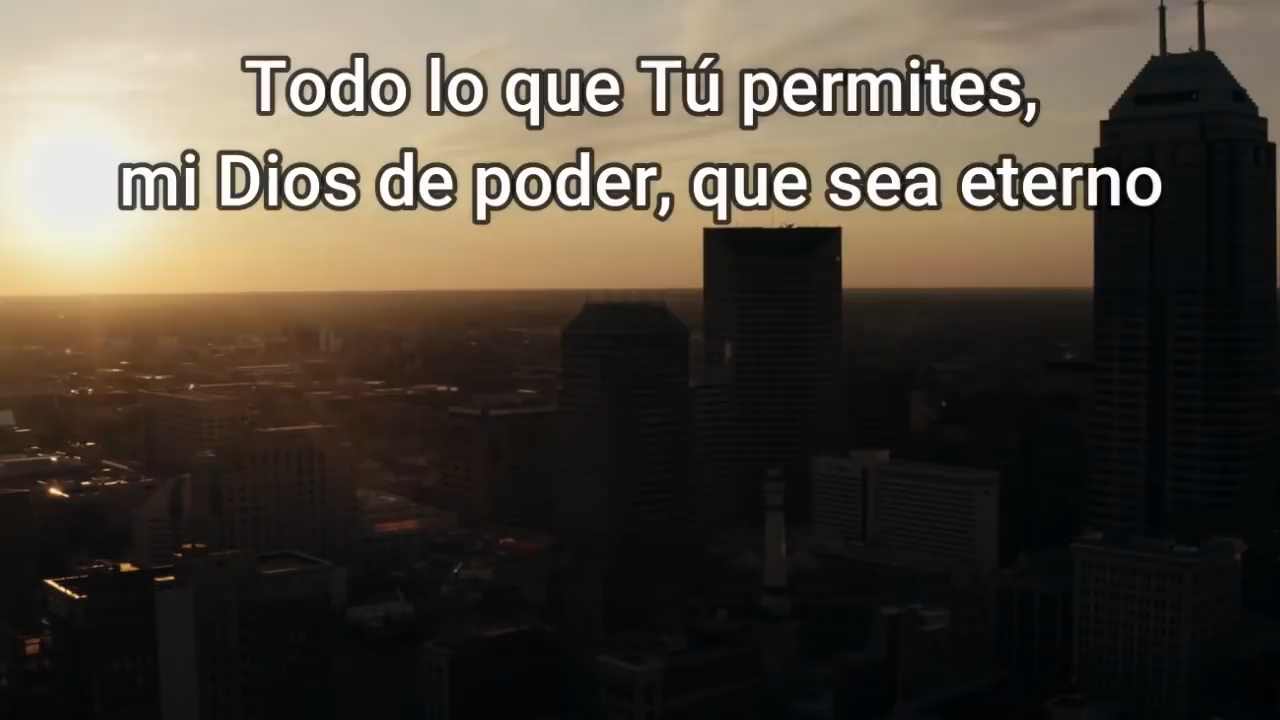 Todo lo que Tú permites,
mi Dios de poder, que sea eterno